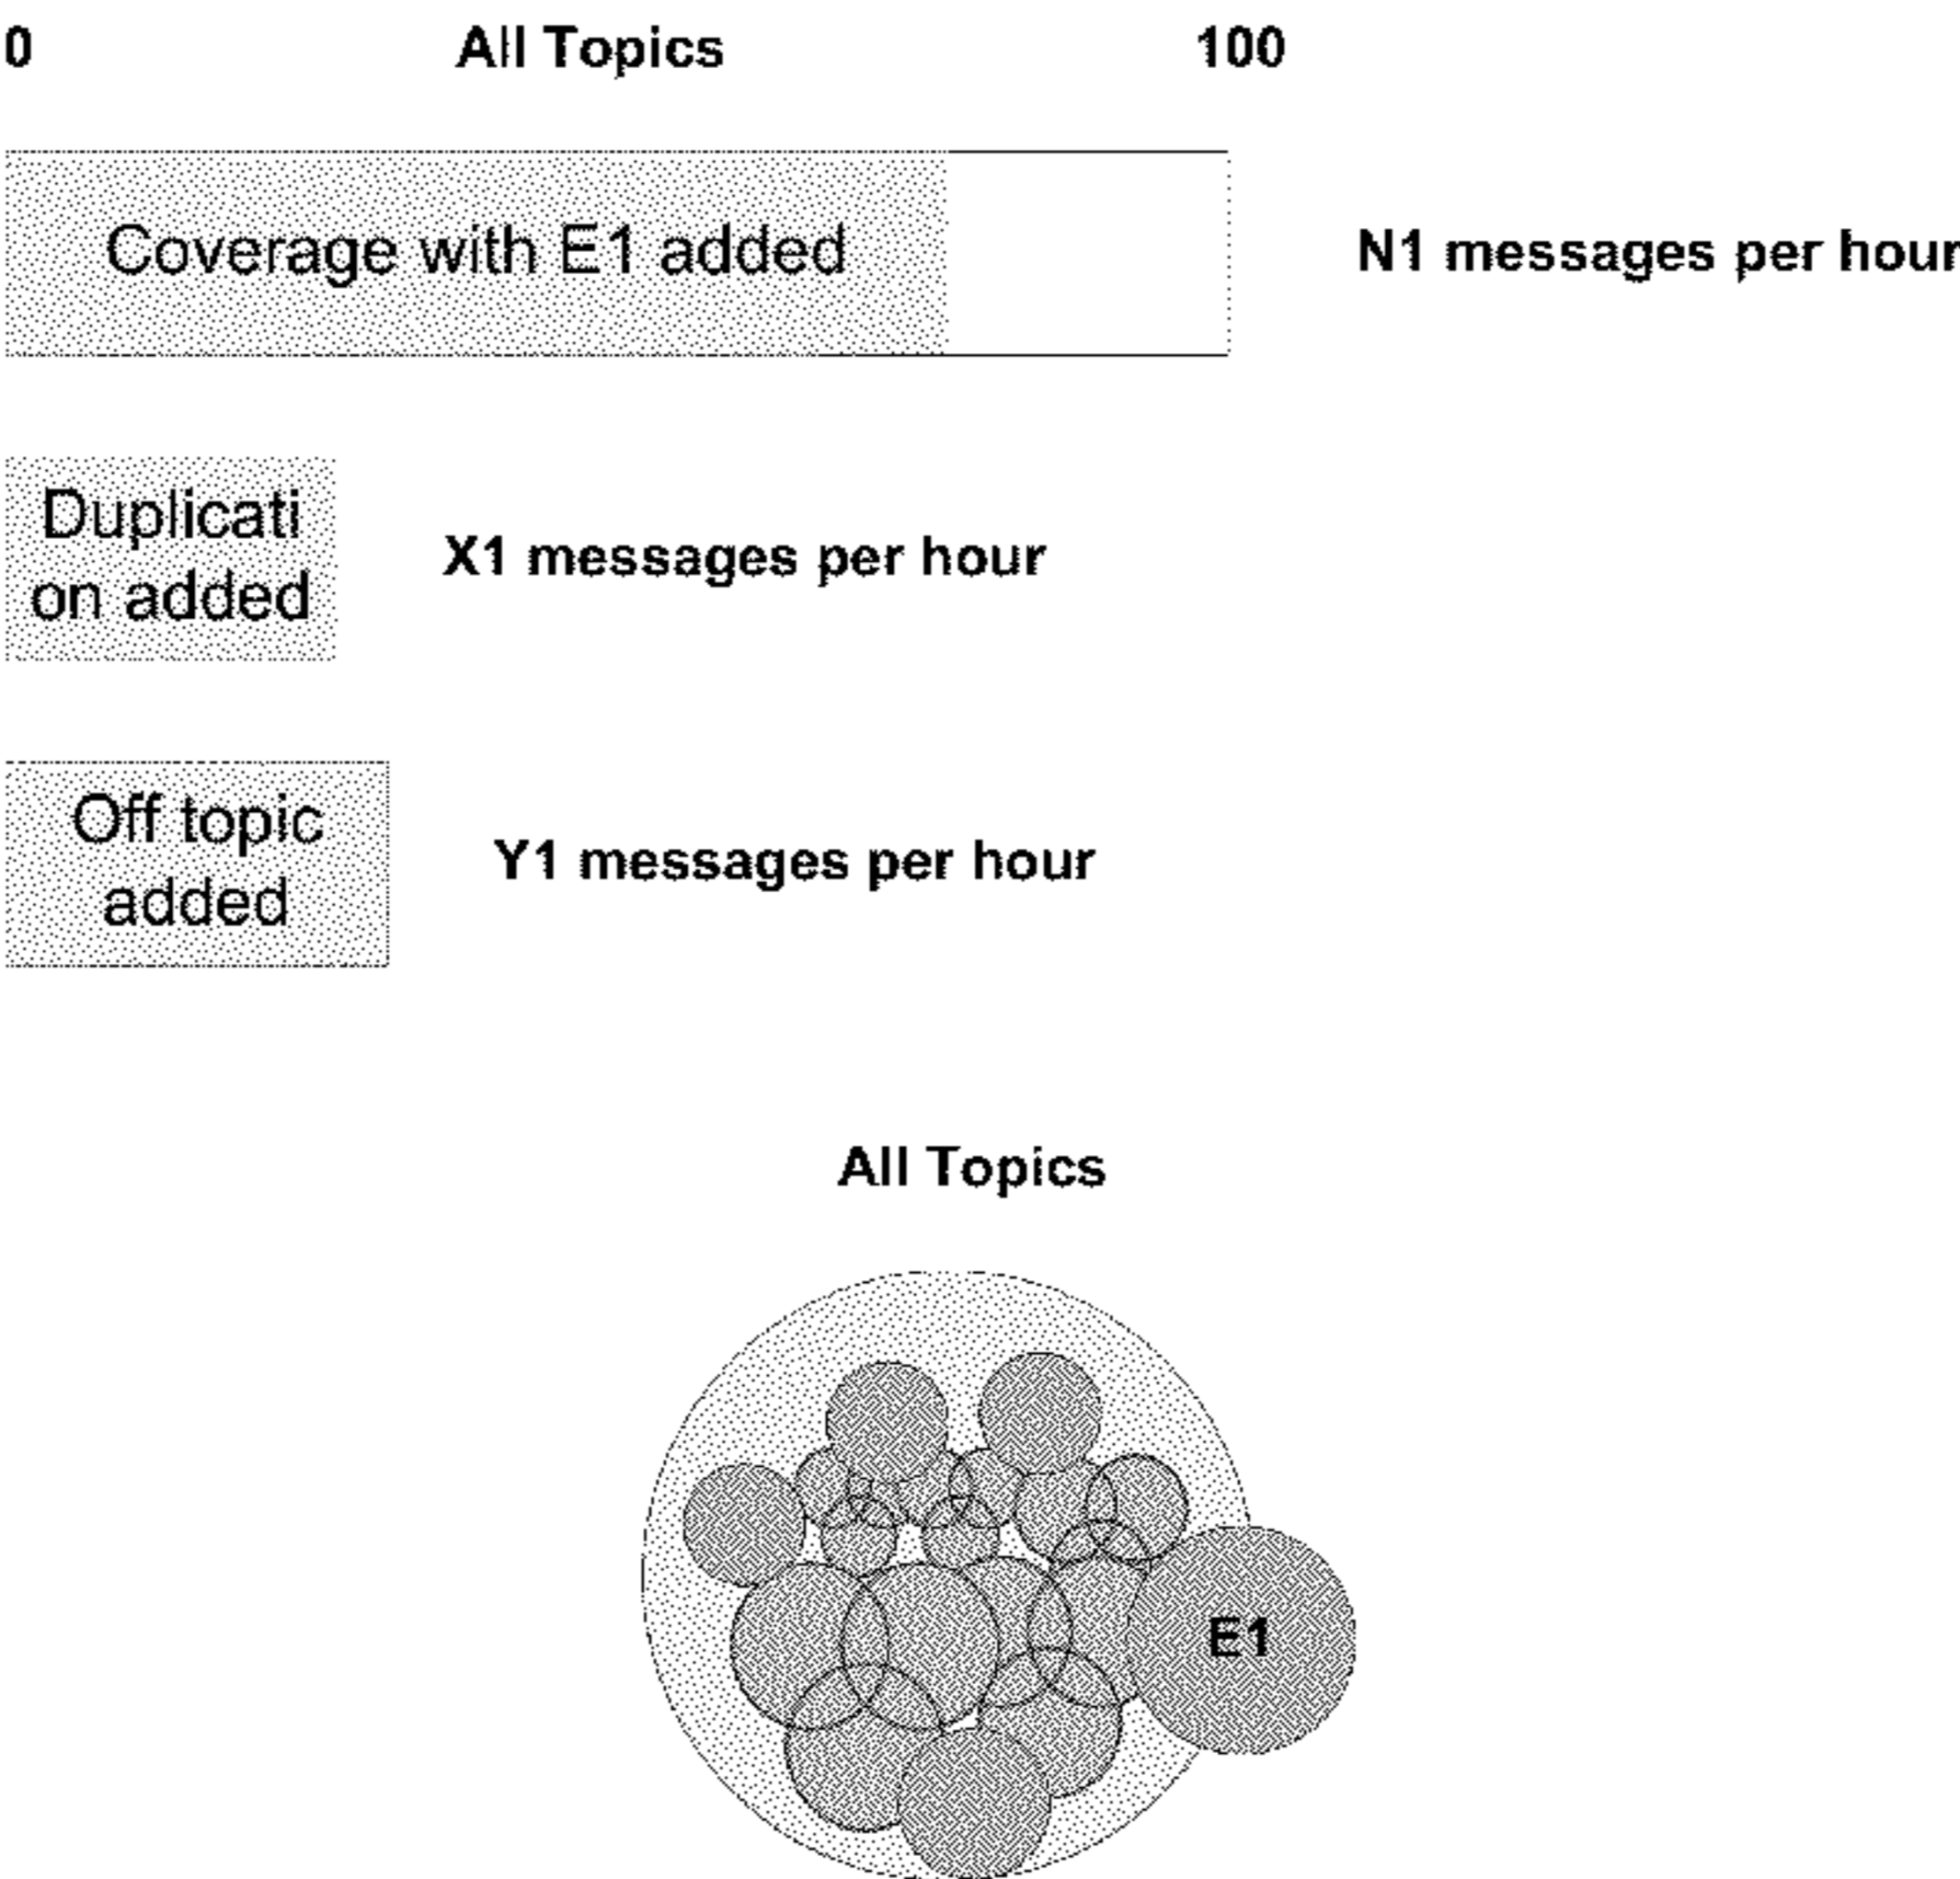 0 All Topics 100
Coverage with E1 added
N1 messages per hour
Duplicati
on added
X1 messages per hour
Off topic
added
Y1 messages per hour
All Topics
E1